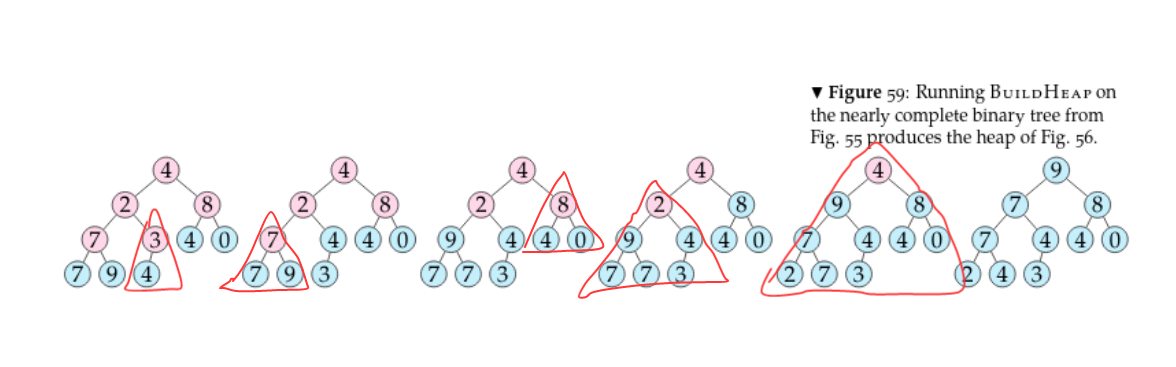 ▼ Figure 59: Running BUILDHEAP on
the nearly complete binary tree from
Fig. 55 produces the heap of Fig. 56.
4 4 4 4 4 9
2 8 2 8 2 8 2 8 9 8 7 8
7 3 4 0 7 4 4 0 9 4 4 0 9 4 4 0 7 4 4 0 7 4 4 0
7 9 4 7 9 3 7 7 3 7 7 3 2 7 3 2 4 3